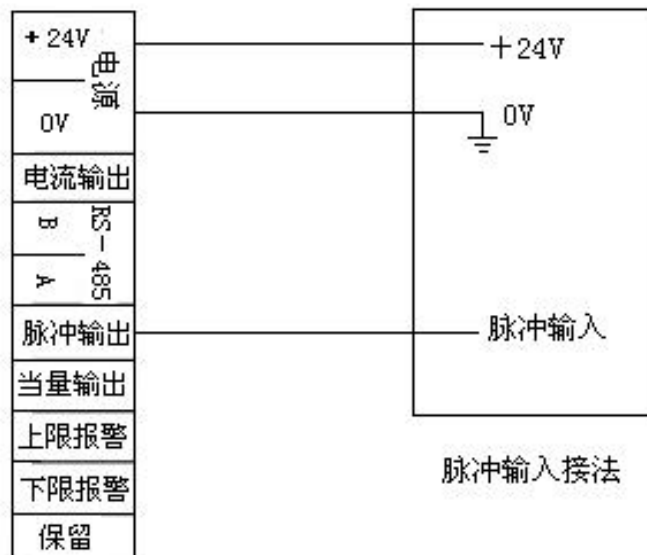 +24V
电源
0V
电流输出
B
RS-485
A
脉冲输出
当量输出
上限报警
下限报警
保留
+24V
0V
脉冲输入
脉冲输入接法